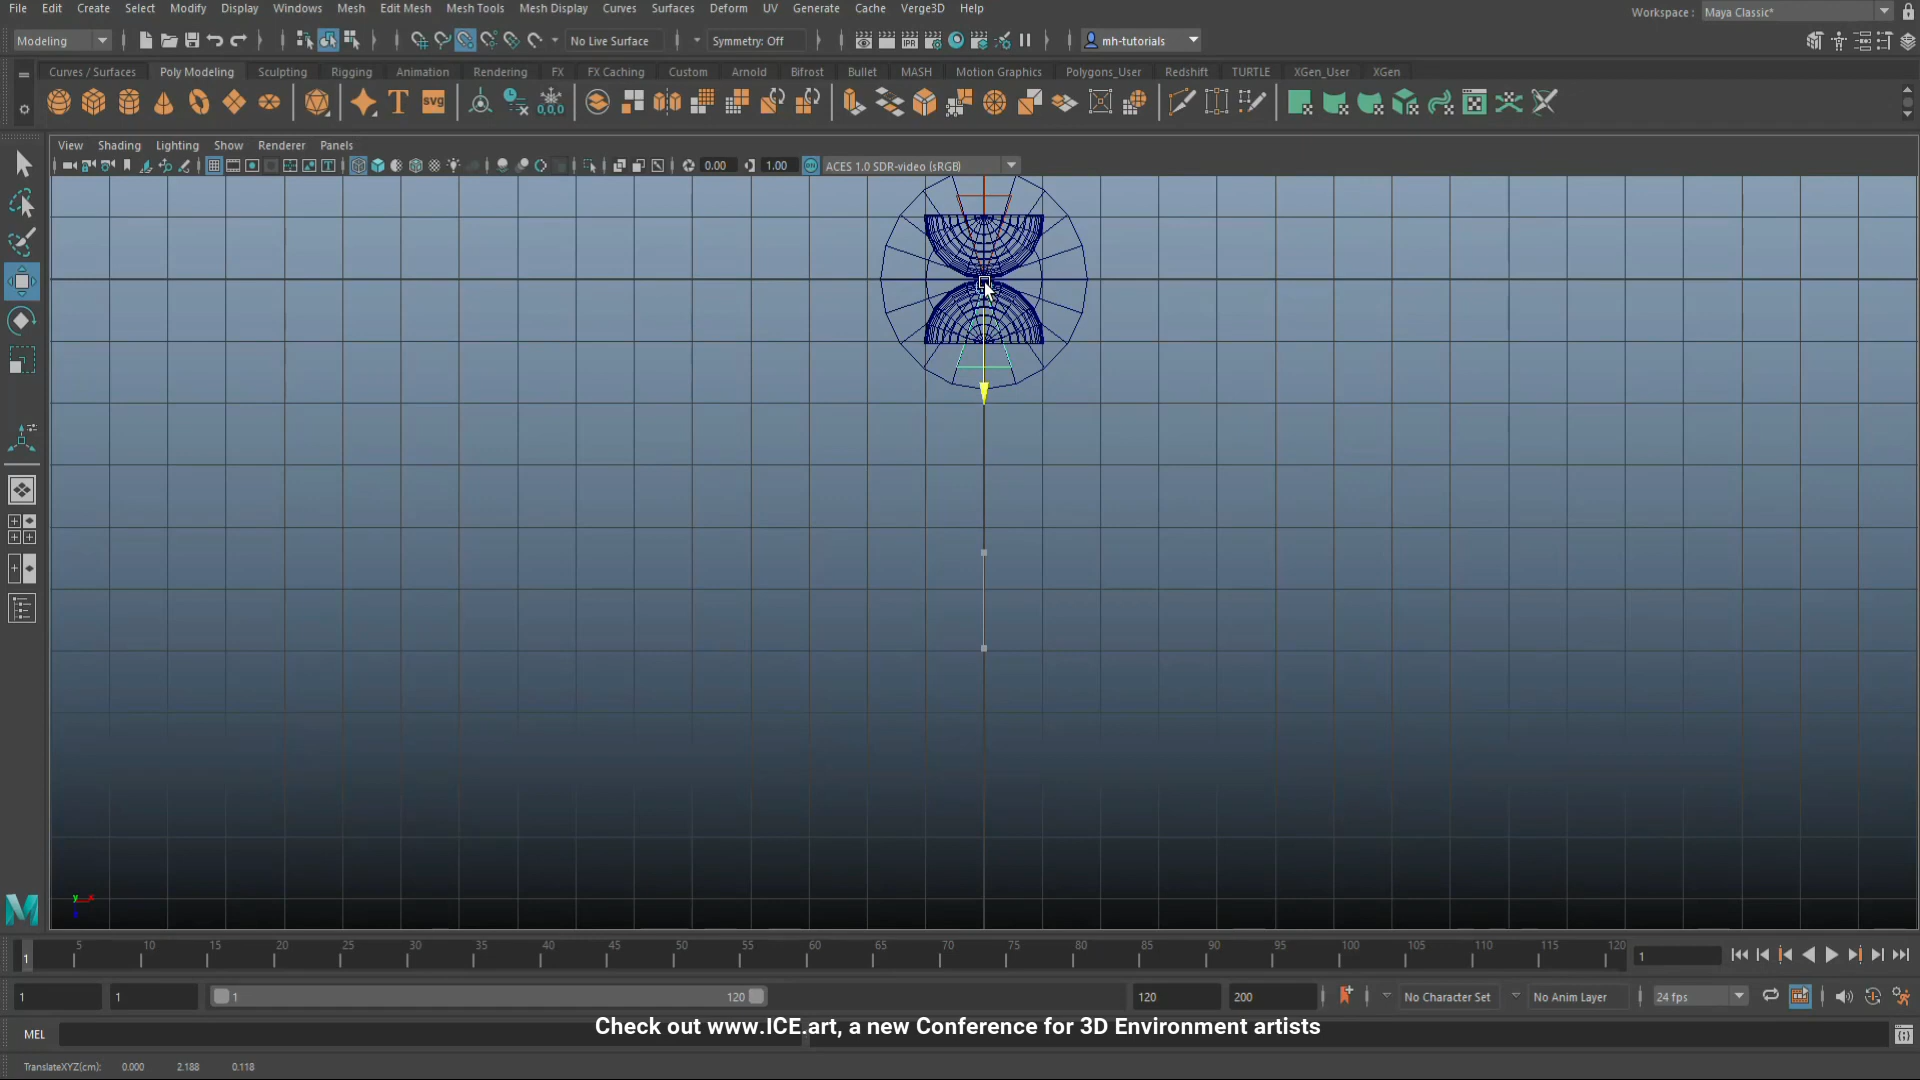 File Edit Create Select Modify Display Windows Mesh Edit Mesh Mesh Tools Mesh Display Curves Surfaces Deform UV Generate Cache Verge3D Help
Workspace : Maya Classic*
Modeling No Live Surface Symmetry: Off IPR mh-tutorials
Curves / Surfaces Poly Modeling Sculpting Rigging Animation Rendering FX FX Caching Custom Arnold Bifrost Bullet MASH Motion Graphics Polygons_User Redshift TURTLE XGen_User XGen
T svg 0,0,0
View Shading Lighting Show Renderer Panels
0.00 1.00 ACES 1.0 SDR-video (sRGB)
y x
5 10 15 20 25 30 35 40 45 50 55 60 65 70 75 80 85 90 95 100 105 110 115 120
1 1
1 1 1 120 120 200 No Character Set No Anim Layer 24 fps
MEL
Check out www.ICE.art, a new Conference for 3D Environment artists
TranslateXYZ(cm): 0.000 2.188 0.118